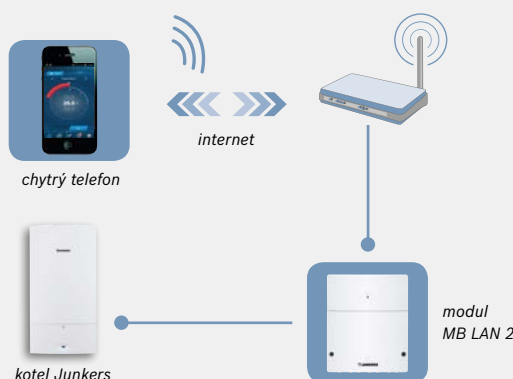 internet
chytrý telefon
modul
MB LAN 2
kotel Junkers